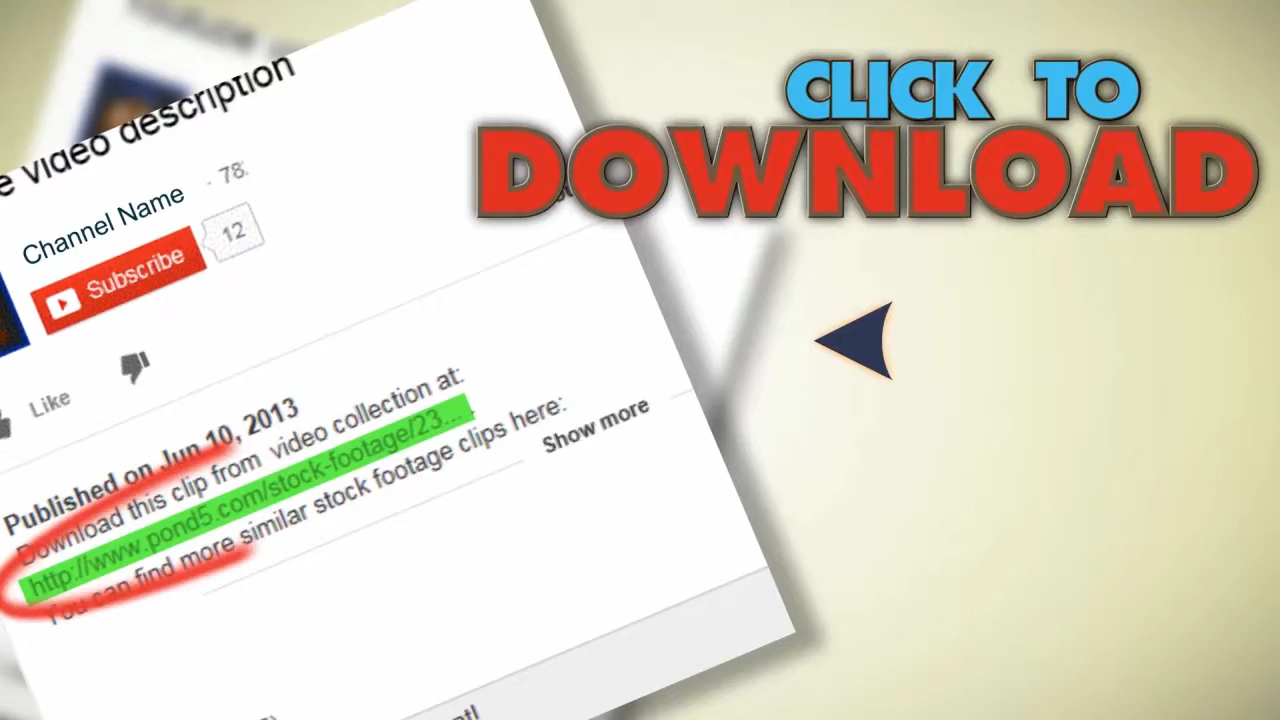 CLICK TO
DOWNLOAD
e video description
Channel Name
· 78
Subscribe
12
Like
Published on Jun 10, 2013
Download this clip from video collection at:
http://www.pond5.com/stock-footage/23...
You can find more similar stock footage clips here:
Show more